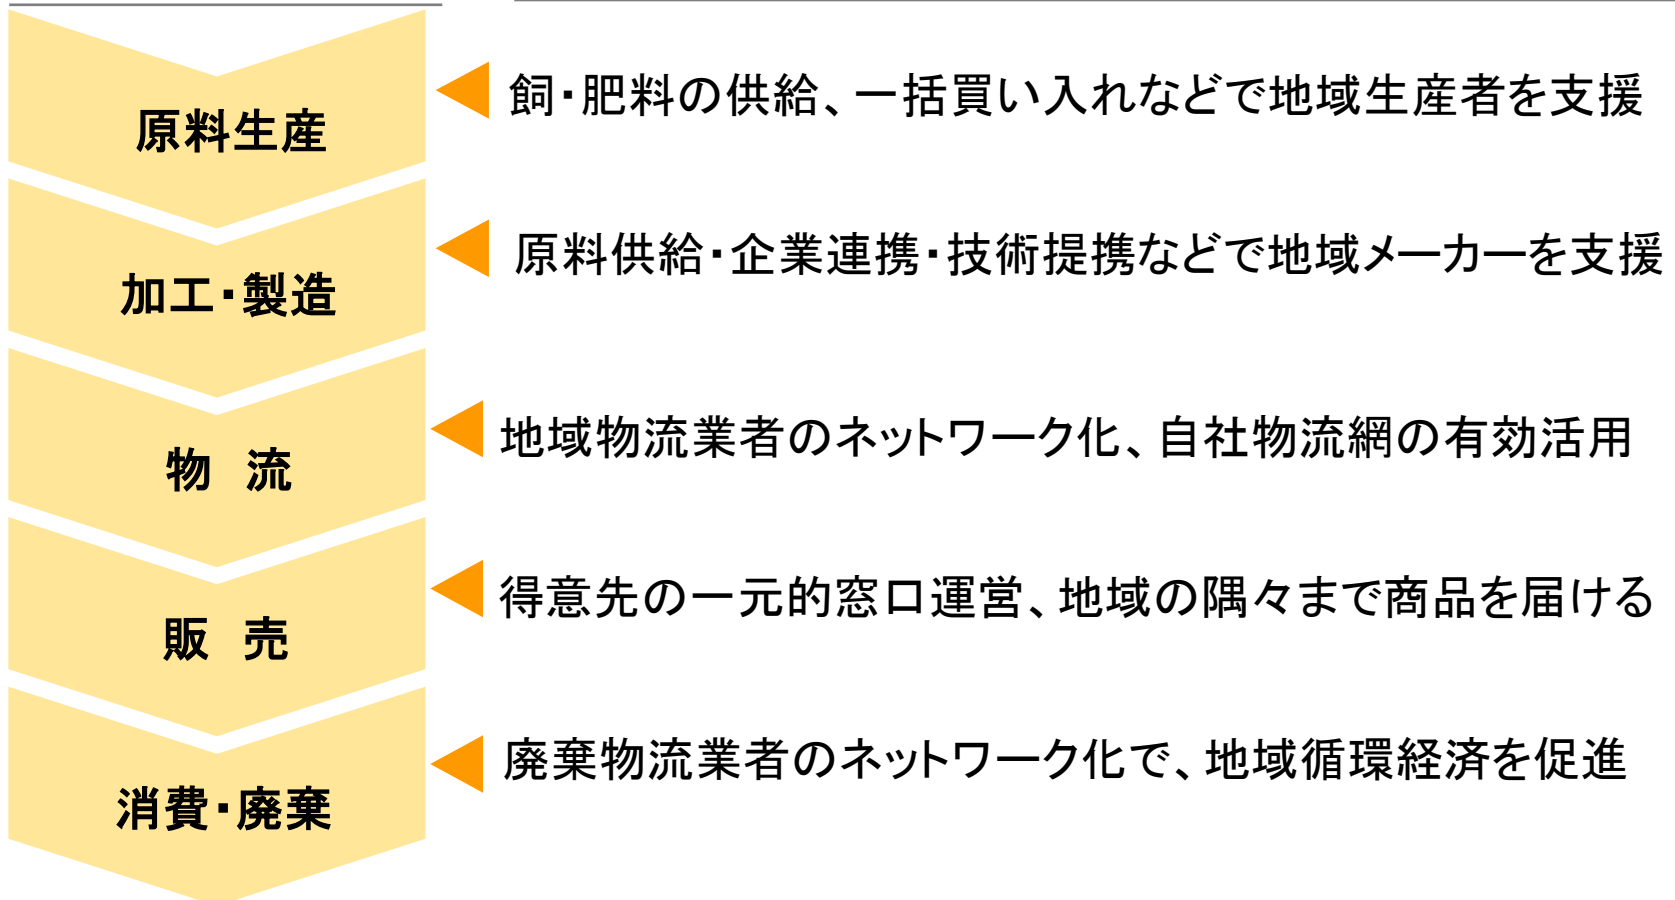 原料生産
飼・肥料の供給、一括買い入れなどで地域生産者を支援
加工・製造
原料供給・企業連携・技術提携などで地域メーカーを支援
物　流
地域物流業者のネットワーク化、自社物流網の有効活用
販　売
得意先の一元的窓口運営、地域の隅々まで商品を届ける
消費・廃棄
廃棄物流業者のネットワーク化で、地域循環経済を促進